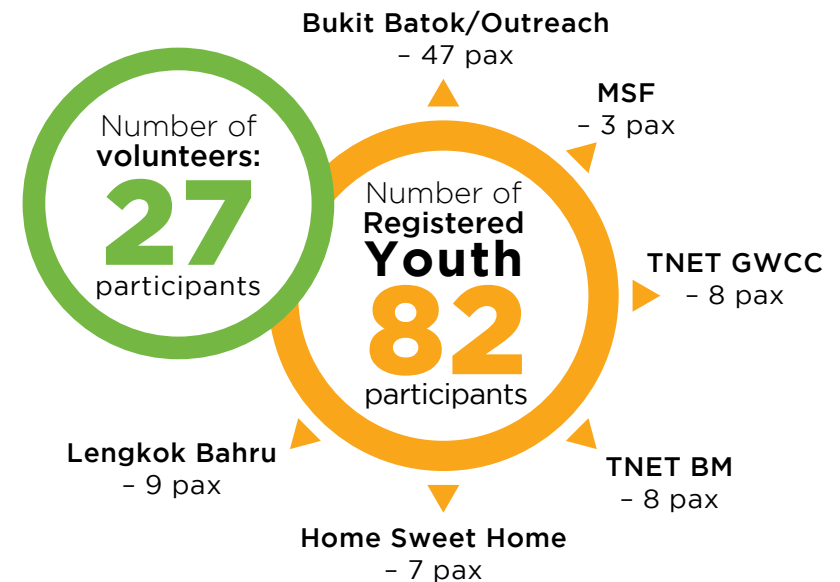 Number of
volunteers:
27
participants
Number of
Registered
Youth
82
participants
Bukit Batok/Outreach
– 47 pax
MSF
– 3 pax
TNET GWCC
– 8 pax
TNET BM
– 8 pax
Home Sweet Home
– 7 pax
Lengkok Bahru
– 9 pax